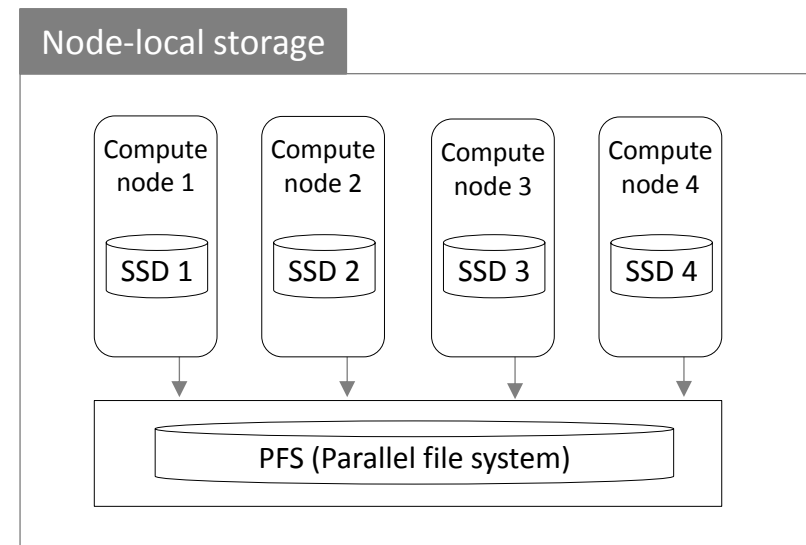 Node-local storage
Compute
node 1
Compute
node 2
Compute
node 3
Compute
node 4
SSD 1
SSD 2
SSD 3
SSD 4
PFS (Parallel file system)